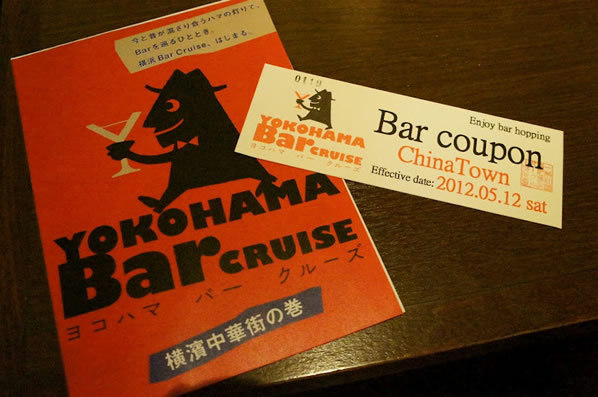 今と昔が混ざり合うハマの灯りで、
Barを巡るひととき。
横浜Bar Cruise、はじまる。
YOKOHAMA
Bar CRUISE
ヨコハマ バー クルーズ
横濱中華街の巻
0119
YOKOHAMA
Bar CRUISE
ヨコハマ バー クルーズ
Enjoy bar hopping
Bar coupon
ChinaTown
Effective date: 2012.05.12 sat